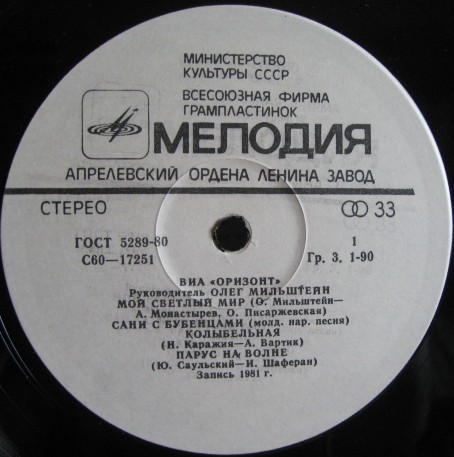 МИНИСТЕРСТВО
КУЛЬТУРЫ СССР
ВСЕСОЮЗНАЯ ФИРМА
ГРАМПЛАСТИНОК
МЕЛОДИЯ
АПРЕЛЕВСКИЙ ОРДЕНА ЛЕНИНА ЗАВОД
СТЕРЕО 33
ГОСТ 5289-80 1
С60—17251 Гр. 3. 1-90
ВИА «ОРИЗОНТ»
Руководитель ОЛЕГ МИЛЬШТЕЙН
МОЙ СВЕТЛЫЙ МИР (О. Мильштейн—
А. Монастырев, О. Писаржевская)
САНИ С БУБЕНЦАМИ (молд. нар. песня)
КОЛЫБЕЛЬНАЯ
(Н. Каражия—А. Вартик)
ПАРУС НА ВОЛНЕ
(Ю. Саульский—И. Шаферан)
Запись 1981 г.